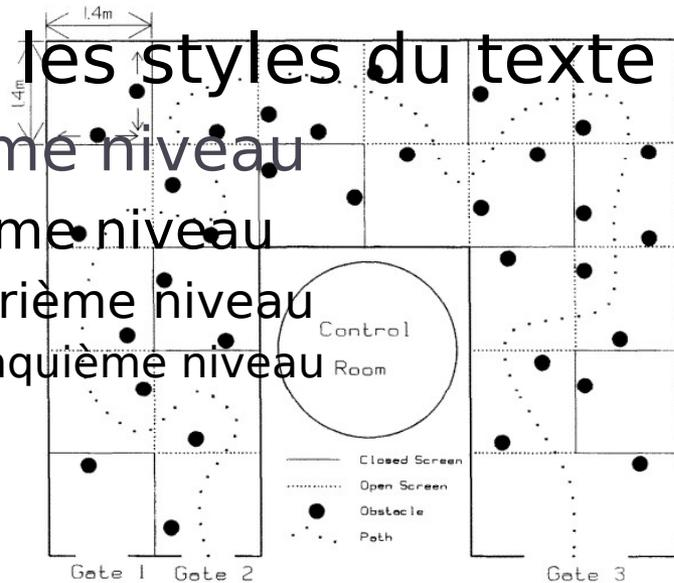 1.4m
les styles du texte
1.4m
me niveau
me niveau
rième niveau
nquième niveau
Control
Room
Closed Screen
Open Screen
Obstacle
Path
Gate 1
Gate 2
Gate 3